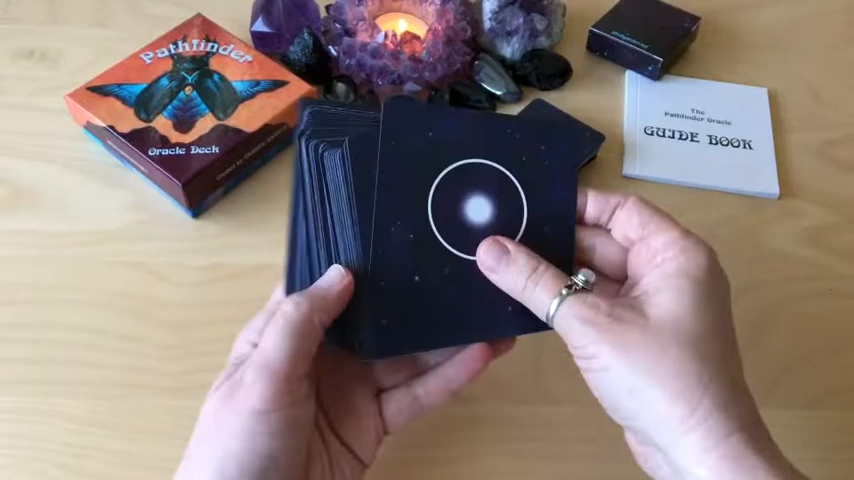 Pathfinder
Oracle Deck
The
Pathfinder Oracle
GUIDE BOOK